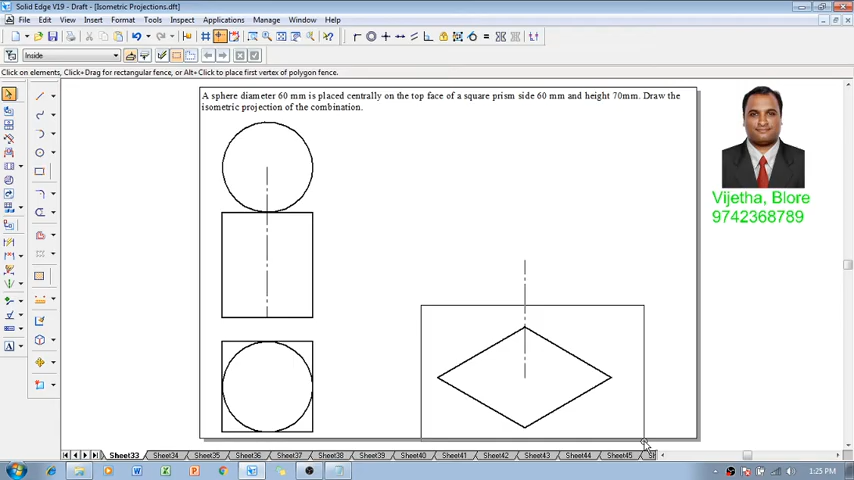 Solid Edge V19 - Draft - [Isometric Projections.dft]
File Edit View Insert Format Tools Inspect Applications Manage Window Help
Inside
Click on elements, Click+Drag for rectangular fence, or Alt+Click to place first vertex of polygon fence.
A sphere diameter 60 mm is placed centrally on the top face of a square prism side 60 mm and height 70mm. Draw the
isometric projection of the combination.
Vijetha, Blore
9742368789
Sheet33 Sheet34 Sheet35 Sheet36 Sheet37 Sheet38 Sheet39 Sheet40 Sheet41 Sheet42 Sheet43 Sheet44 Sheet45
1:25 PM